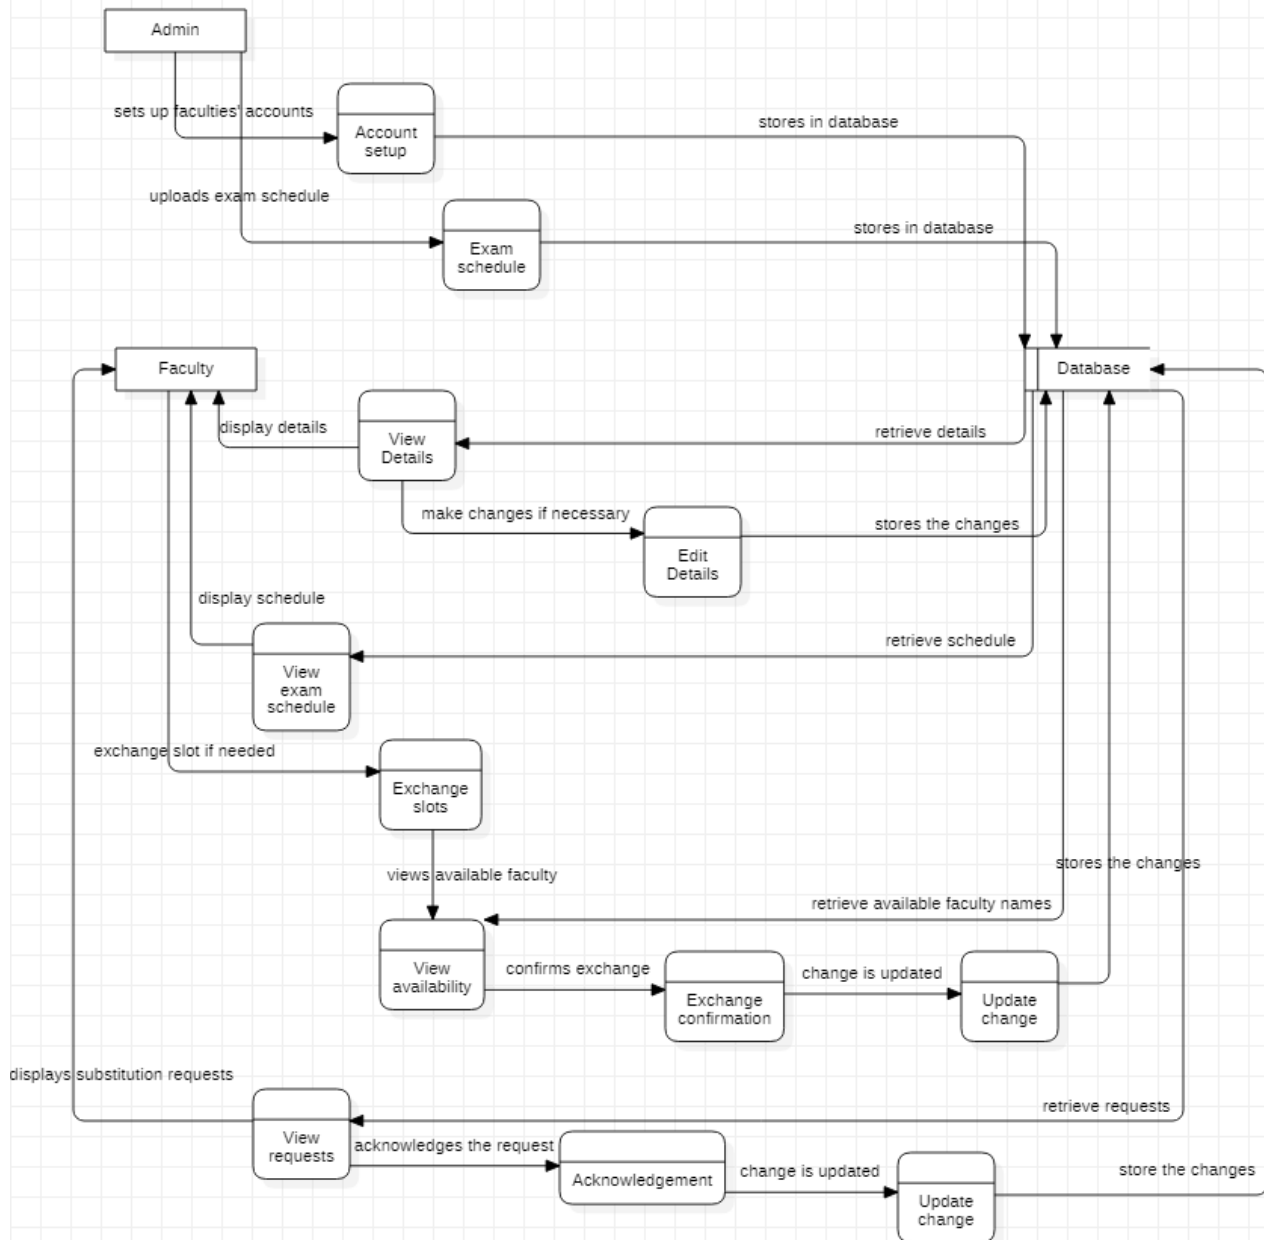 Admin
sets up faculties' accounts
Account
setup
stores in database
uploads exam schedule
Exam
schedule
stores in database
Faculty
Database
display details
View
Details
retrieve details
make changes if necessary
Edit
Details
stores the changes
display schedule
View
exam
schedule
retrieve schedule
exchange slot if needed
Exchange
slots
views available faculty
stores the changes
retrieve available faculty names
View
availability
confirms exchange
Exchange
confirmation
change is updated
Update
change
displays substitution requests
View
requests
retrieve requests
acknowledges the request
Acknowledgement
change is updated
Update
change
store the changes